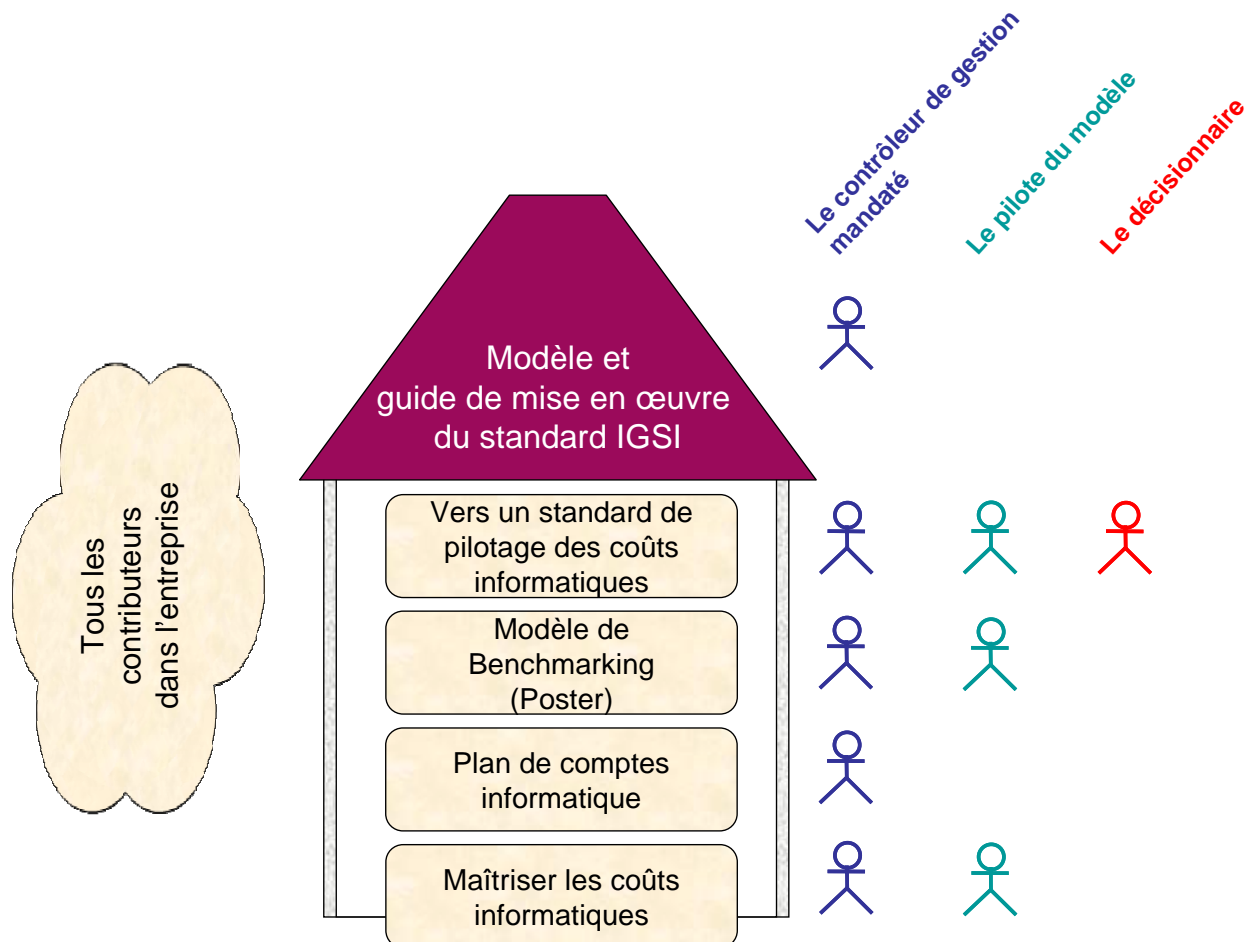 Le contrôleur de gestion
mandaté
Le pilote du modèle
Le décisionnaire
Modèle et
guide de mise en œuvre
du standard IGSI
Tous les
contributeurs
dans l'entreprise
Vers un standard de
pilotage des coûts
informatiques
Modèle de
Benchmarking
(Poster)
Plan de comptes
informatique
Maîtriser les coûts
informatiques